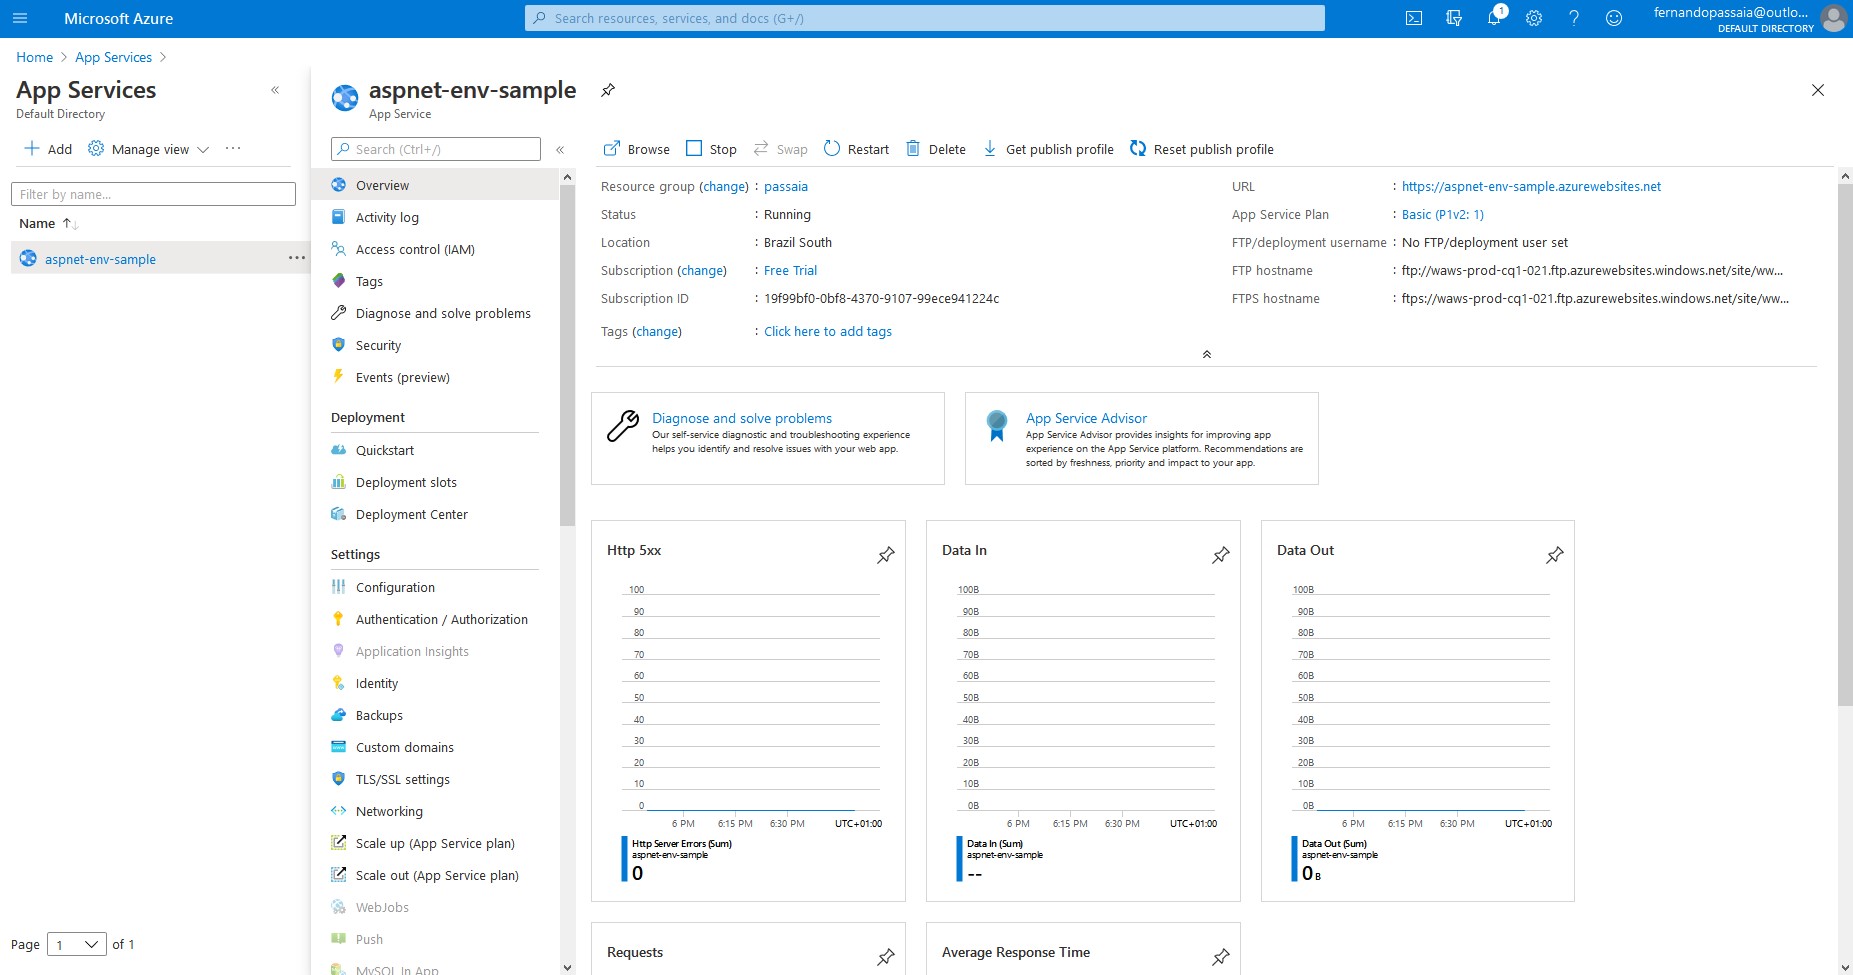 Microsoft Azure
Search resources, services, and docs (G+/)
1
fernandopassaia@outlo...
DEFAULT DIRECTORY
Home > App Services >
App Services
Default Directory
Add
Manage view
Filter by name...
Name
aspnet-env-sample
Page 1 of 1
aspnet-env-sample
App Service
Search (Ctrl+/)
Overview
Activity log
Access control (IAM)
Tags
Diagnose and solve problems
Security
Events (preview)
Deployment
Quickstart
Deployment slots
Deployment Center
Settings
Configuration
Authentication / Authorization
Application Insights
Identity
Backups
Custom domains
TLS/SSL settings
Networking
Scale up (App Service plan)
Scale out (App Service plan)
WebJobs
Push
MySQL In App
Browse
Stop
Swap
Restart
Delete
Get publish profile
Reset publish profile
Resource group (change) : passaia
Status : Running
Location : Brazil South
Subscription (change) : Free Trial
Subscription ID : 19f99bf0-0bf8-4370-9107-99ece941224c
Tags (change) : Click here to add tags
URL : https://aspnet-env-sample.azurewebsites.net
App Service Plan : Basic (P1v2: 1)
FTP/deployment username : No FTP/deployment user set
FTP hostname : ftp://waws-prod-cq1-021.ftp.azurewebsites.windows.net/site/ww...
FTPS hostname : ftps://waws-prod-cq1-021.ftp.azurewebsites.windows.net/site/ww...
Diagnose and solve problems
Our self-service diagnostic and troubleshooting experience
helps you identify and resolve issues with your web app.
App Service Advisor
App Service Advisor provides insights for improving app
experience on the App Service platform. Recommendations are
sorted by freshness, priority and impact to your app.
Http 5xx
100
90
80
70
60
50
40
30
20
10
0
6 PM 6:15 PM 6:30 PM UTC+01:00
Http Server Errors (Sum)
aspnet-env-sample
0
Data In
100B
90B
80B
70B
60B
50B
40B
30B
20B
10B
0B
6 PM 6:15 PM 6:30 PM UTC+01:00
Data In (Sum)
aspnet-env-sample
--
Data Out
100B
90B
80B
70B
60B
50B
40B
30B
20B
10B
0B
6 PM 6:15 PM 6:30 PM UTC+01:00
Data Out (Sum)
aspnet-env-sample
0 B
Requests
Average Response Time